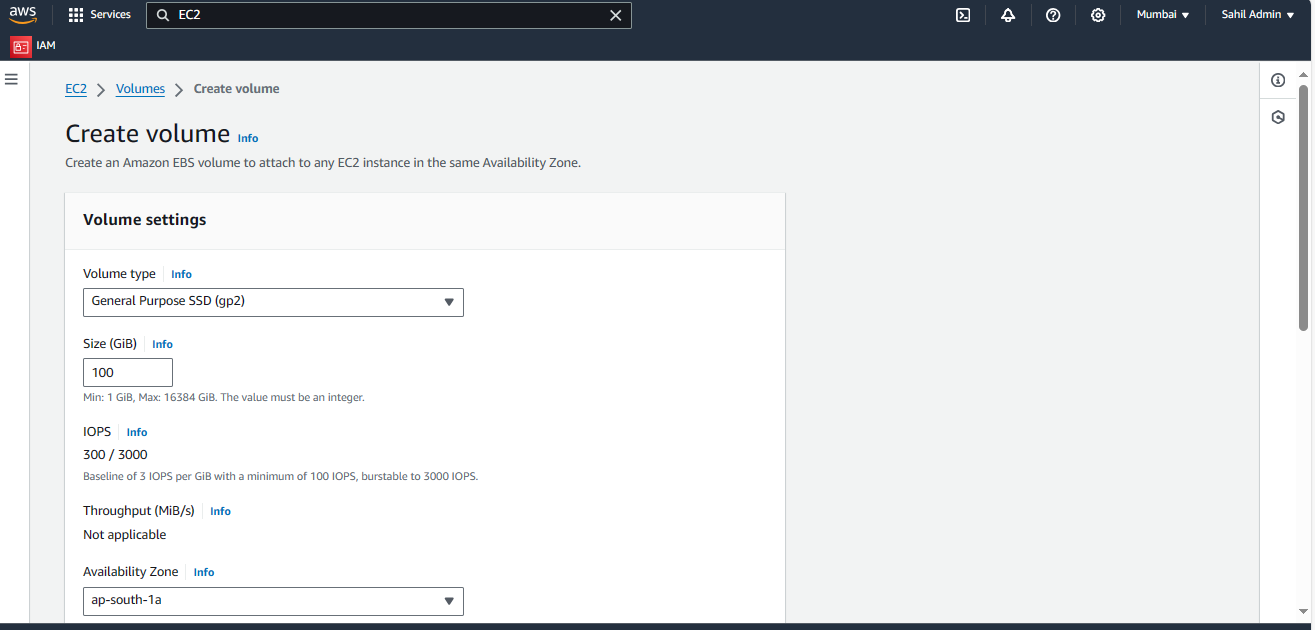 aws Services EC2 Mumbai Sahil Admin
IAM
EC2 Volumes Create volume
Create volume Info
Create an Amazon EBS volume to attach to any EC2 instance in the same Availability Zone.
Volume settings
Volume type Info
General Purpose SSD (gp2)
Size (GiB) Info
100
Min: 1 GiB, Max: 16384 GiB. The value must be an integer.
IOPS Info
300 / 3000
Baseline of 3 IOPS per GiB with a minimum of 100 IOPS, burstable to 3000 IOPS.
Throughput (MiB/s) Info
Not applicable
Availability Zone Info
ap-south-1a